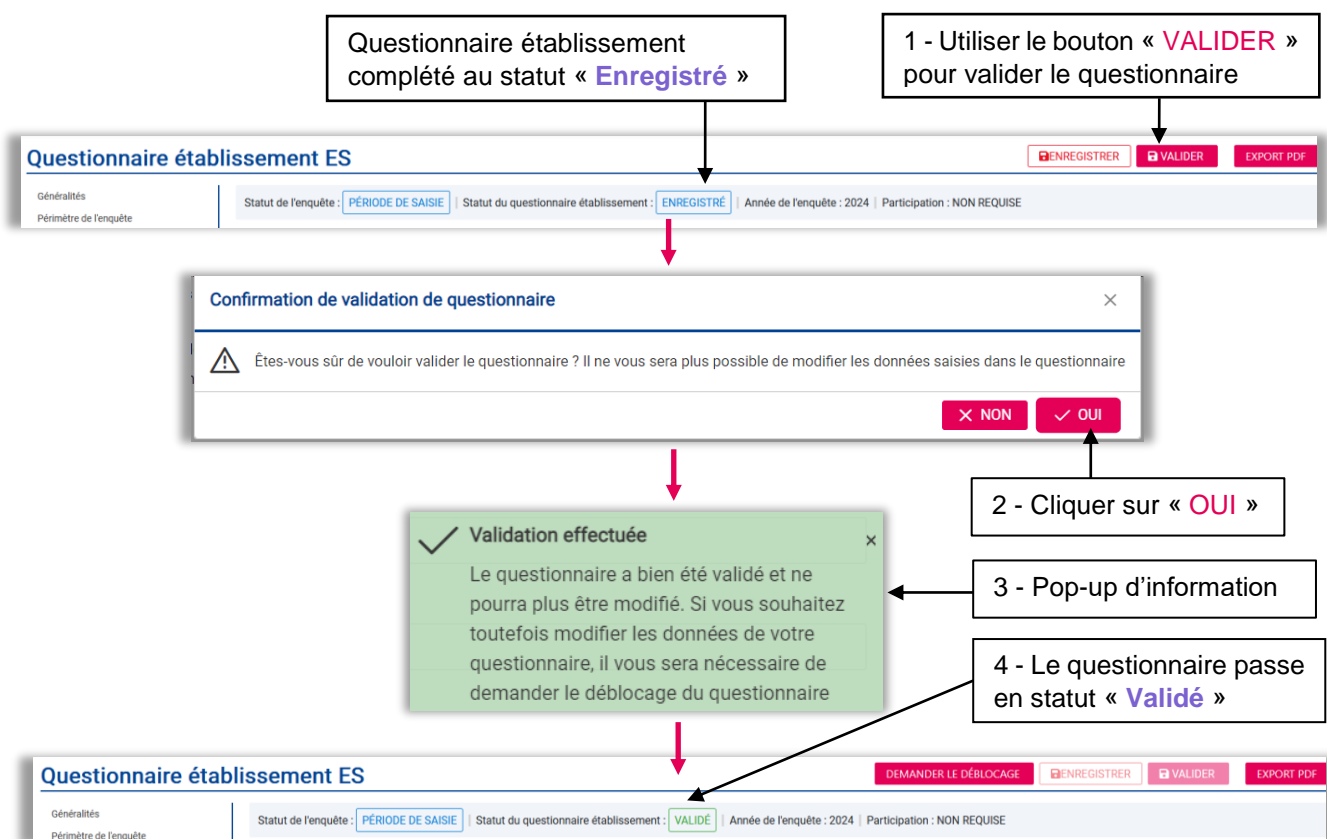 Questionnaire établissement
complété au statut « Enregistré »
1 - Utiliser le bouton « VALIDER »
pour valider le questionnaire
Questionnaire établissement ES
ENREGISTRER
VALIDER
EXPORT PDF
Généralités
Périmètre de l'enquête
Statut de l'enquête : PÉRIODE DE SAISIE | Statut du questionnaire établissement : ENREGISTRÉ | Année de l'enquête : 2024 | Participation : NON REQUISE
Confirmation de validation de questionnaire
Êtes-vous sûr de vouloir valider le questionnaire ? Il ne vous sera plus possible de modifier les données saisies dans le questionnaire
NON
OUI
2 - Cliquer sur « OUI »
Validation effectuée
Le questionnaire a bien été validé et ne
pourra plus être modifié. Si vous souhaitez
toutefois modifier les données de votre
questionnaire, il vous sera nécessaire de
demander le déblocage du questionnaire
3 - Pop-up d'information
4 - Le questionnaire passe
en statut « Validé »
Questionnaire établissement ES
DEMANDER LE DÉBLOCAGE
ENREGISTRER
VALIDER
EXPORT PDF
Généralités
Périmètre de l'enquête
Statut de l'enquête : PÉRIODE DE SAISIE | Statut du questionnaire établissement : VALIDÉ | Année de l'enquête : 2024 | Participation : NON REQUISE